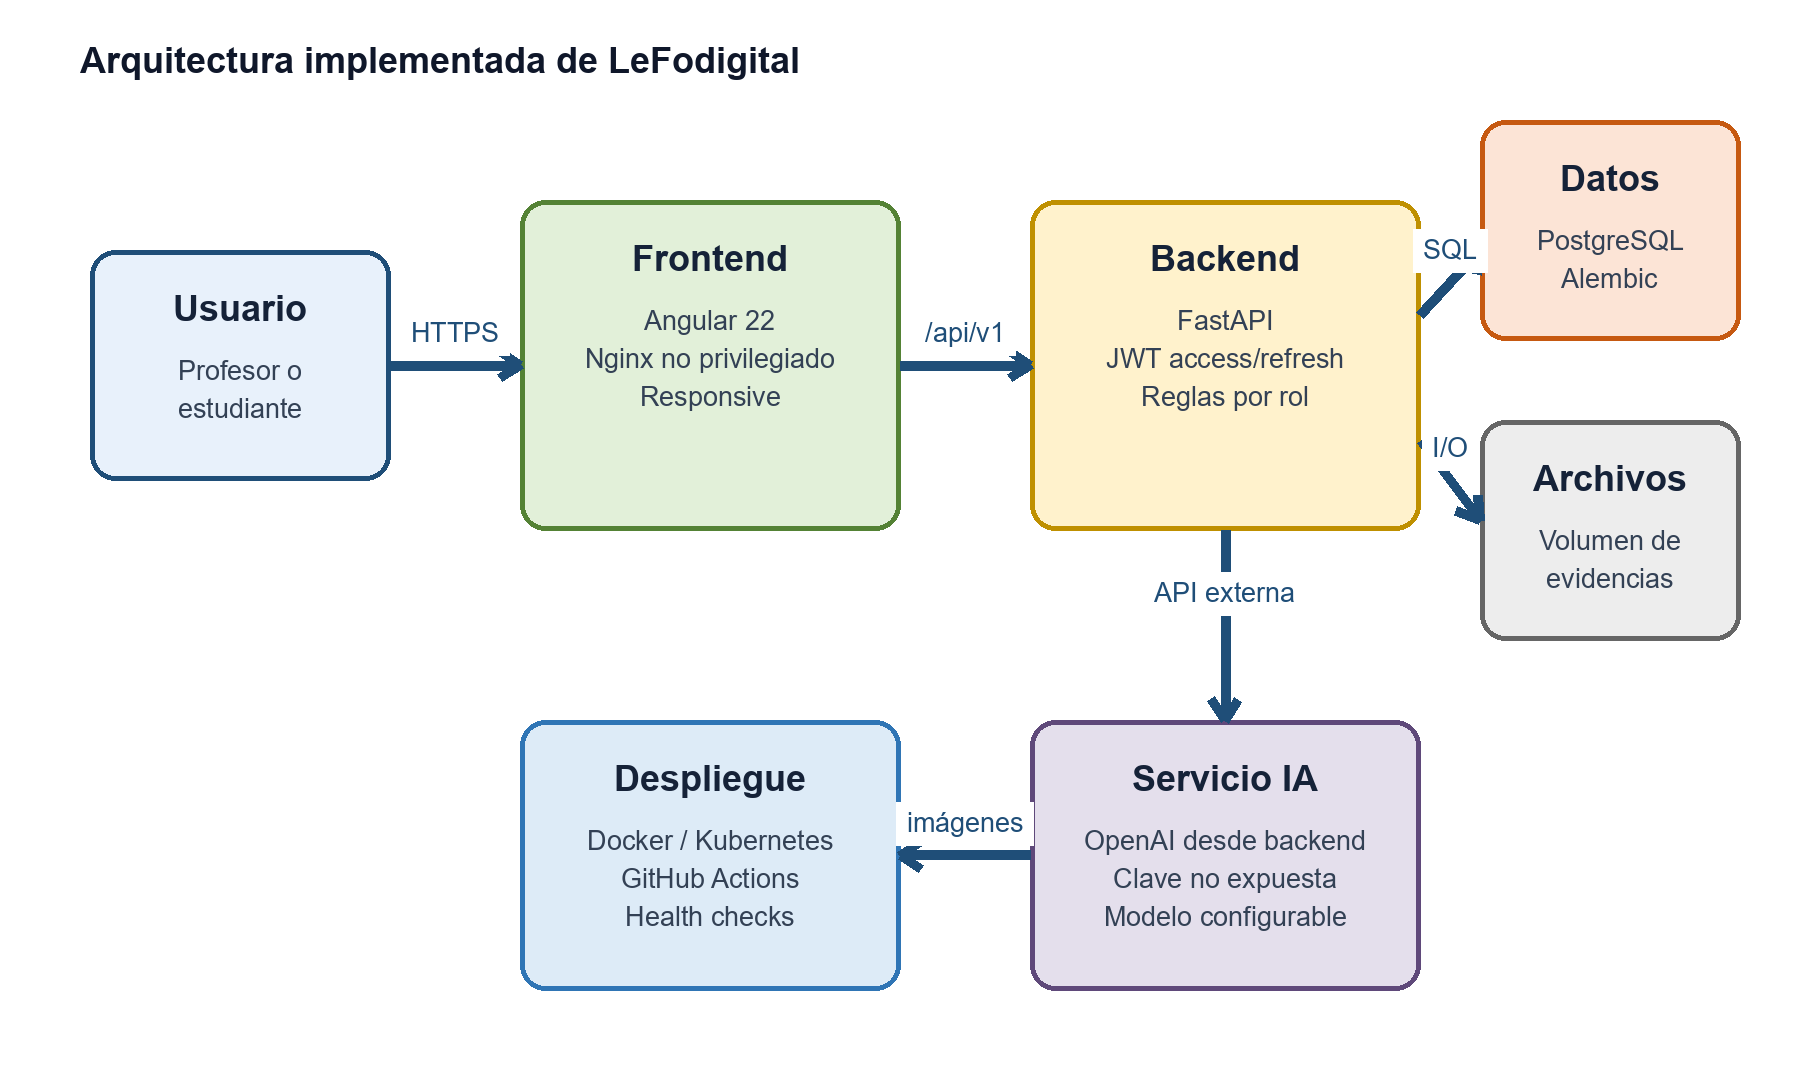 Arquitectura implementada de LeFodigital
Usuario
Profesor o
estudiante
HTTPS
Frontend
Angular 22
Nginx no privilegiado
Responsive
/api/v1
Backend
FastAPI
JWT access/refresh
Reglas por rol
SQL
Datos
PostgreSQL
Alembic
I/O
Archivos
Volumen de
evidencias
API externa
Servicio IA
OpenAI desde backend
Clave no expuesta
Modelo configurable
imágenes
Despliegue
Docker / Kubernetes
GitHub Actions
Health checks